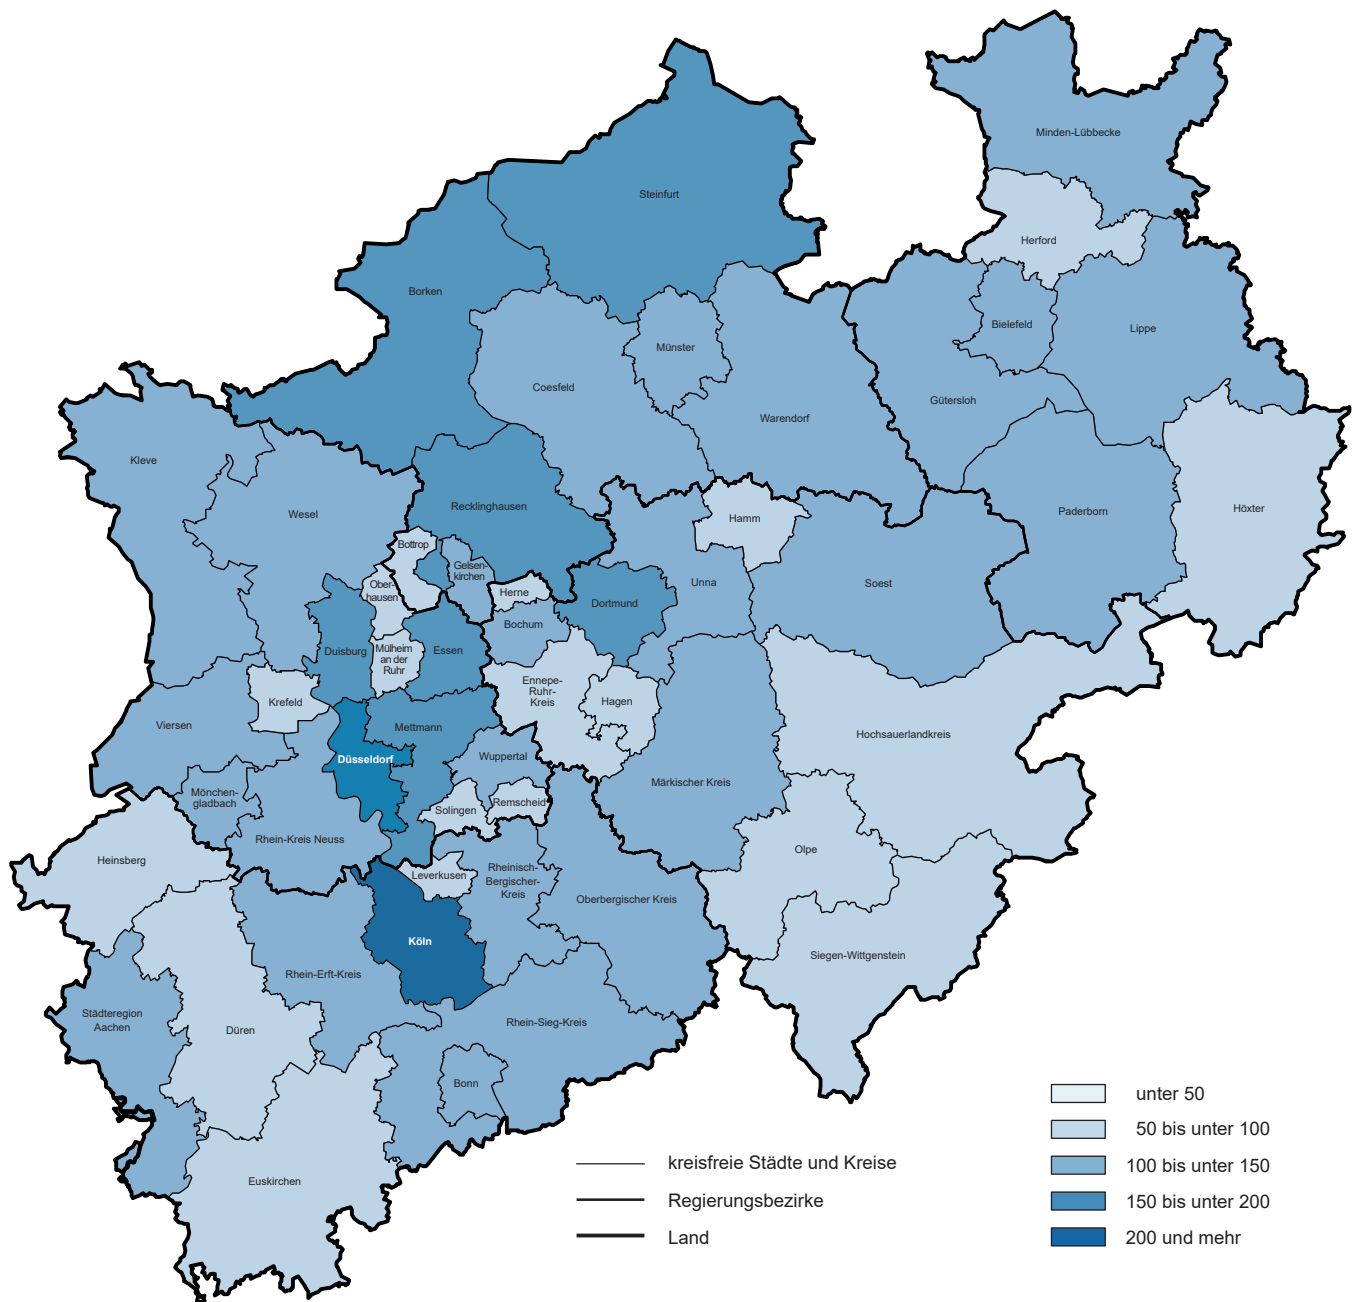 Minden-Lübbecke
Steinfurt
Herford
Borken
Bielefeld
Lippe
Münster
Coesfeld
Gütersloh
Warendorf
Kleve
Recklinghausen
Wesel
Hamm
Paderborn
Höxter
Bottrop
Gelsen-
kirchen
Ober-
hausen
Herne
Unna
Soest
Dortmund
Bochum
Duisburg
Mülheim
an der
Ruhr
Essen
Ennepe-
Ruhr-
Kreis
Hagen
Krefeld
Viersen
Mettmann
Hochsauerlandkreis
Düsseldorf
Wuppertal
Märkischer Kreis
Mönchen-
gladbach
Solingen
Remscheid
Rhein-Kreis Neuss
Olpe
Heinsberg
Leverkusen
Rheinisch-
Bergischer-
Kreis
Oberbergischer Kreis
Köln
Siegen-Wittgenstein
Rhein-Erft-Kreis
Städteregion
Aachen
Düren
Rhein-Sieg-Kreis
Bonn
Euskirchen
kreisfreie Städte und Kreise
Regierungsbezirke
Land
unter 50
50 bis unter 100
100 bis unter 150
150 bis unter 200
200 und mehr